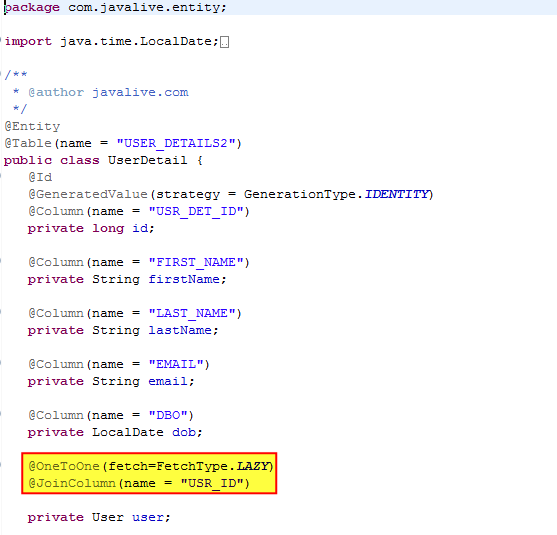 package com.javalive.entity;
import java.time.LocalDate;
/**
 * @author javalive.com
 */
@Entity
@Table(name = "USER_DETAILS2")
public class UserDetail {
    @Id
    @GeneratedValue(strategy = GenerationType.IDENTITY)
    @Column(name = "USR_DET_ID")
    private long id;
    @Column(name = "FIRST_NAME")
    private String firstName;
    @Column(name = "LAST_NAME")
    private String lastName;
    @Column(name = "EMAIL")
    private String email;
    @Column(name = "DBO")
    private LocalDate dob;
    @OneToOne(fetch=FetchType.LAZY)
    @JoinColumn(name = "USR_ID")
    private User user;